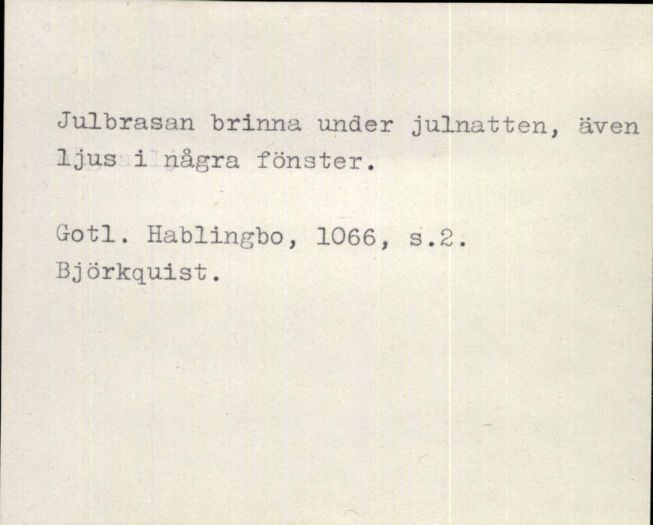 Julbrasan brinna under julnatten, även
ljus i några fönster.
Gotl. Hablingbo, 1066, s.2.
Björkquist.